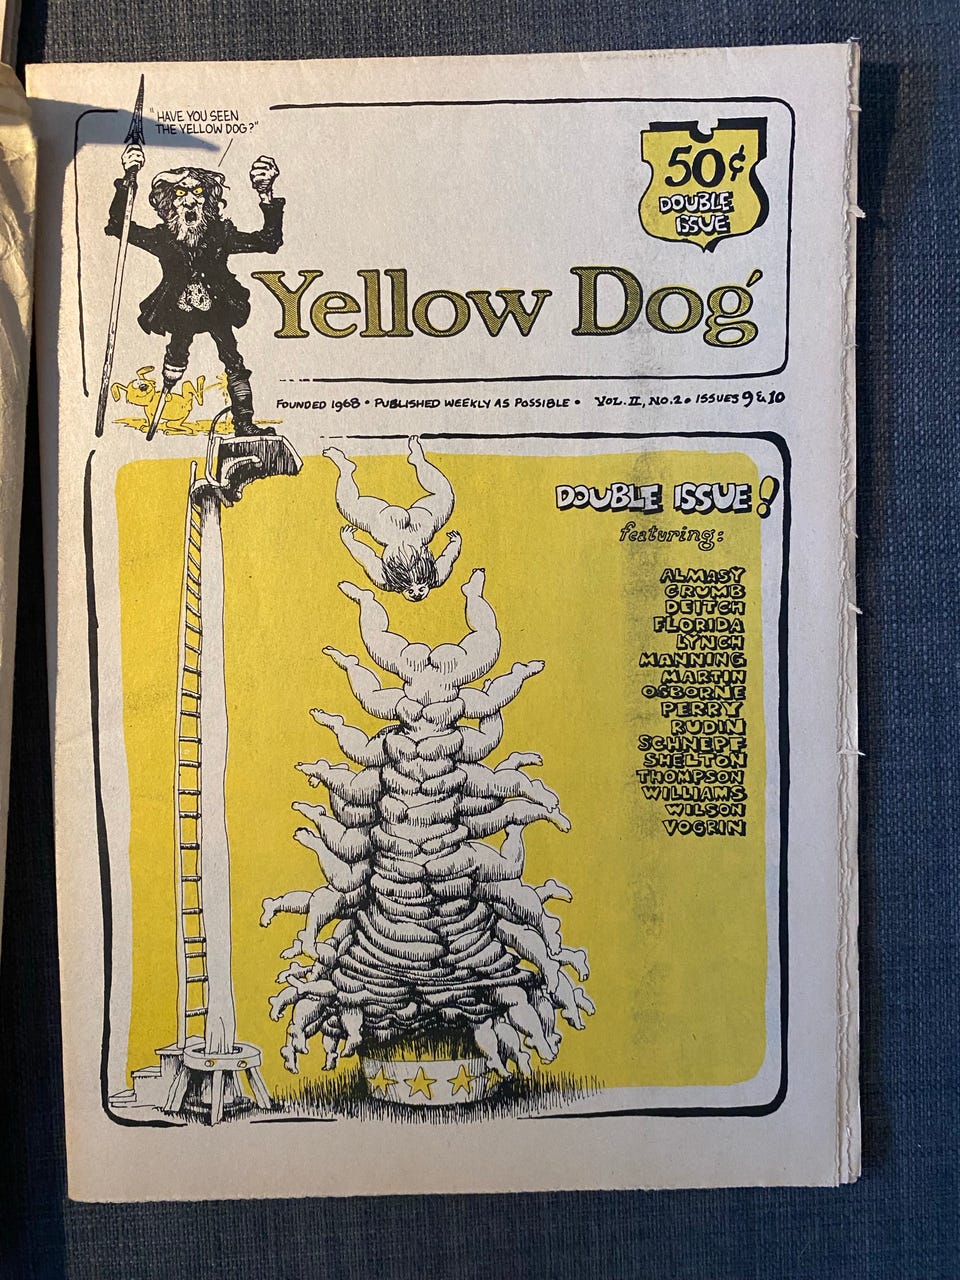 "HAVE YOU SEEN
THE YELLOW DOG?"
50¢
DOUBLE
ISSUE
Yellow Dog
FOUNDED 1968 • PUBLISHED WEEKLY AS POSSIBLE • VOL. II, NO. 2 • ISSUES 9 & 10
DOUBLE ISSUE!
featuring:
ALMASY
CRUMB
DEITCH
FLORIDA
LYNCH
MANNING
MARTIN
OSBORNE
PERRY
RUDIN
SCHNEPF
SHELTON
THOMPSON
WILLIAMS
WILSON
VOGRIN